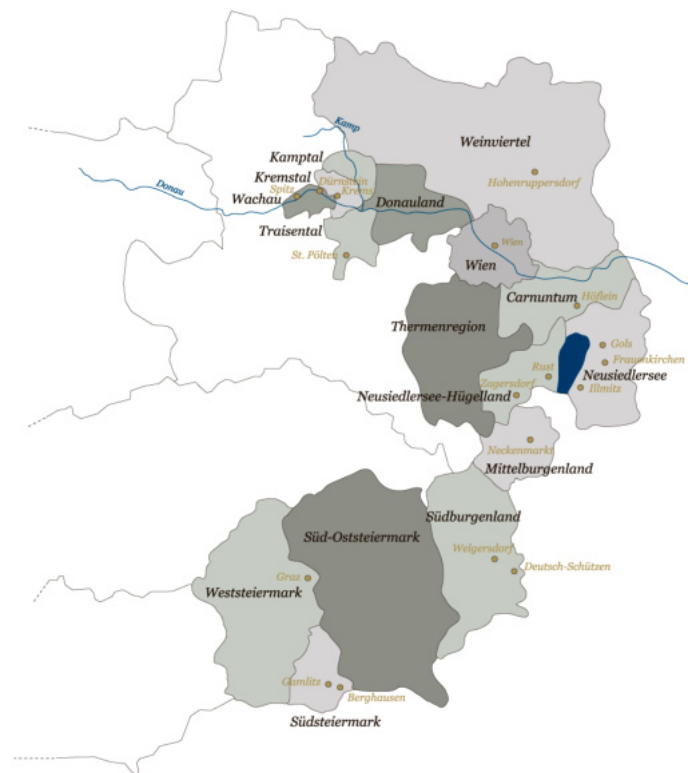 Kamp
Weinviertel
Kamptal
Kremstal
Hohenruppersdorf
Donau
Dürnstein
Spitz
Krems
Wachau
Donauland
Traisental
Wien
St. Pölten
Wien
Carnuntum
Höflein
Thermenregion
Gols
Frauenkirchen
Rust
Neusiedlersee
Zagersdorf
Illmitz
Neusiedlersee-Hügelland
Neckenmarkt
Mittelburgenland
Südburgenland
Süd-Oststeiermark
Welgersdorf
Deutsch-Schützen
Graz
Weststeiermark
Gamlitz
Berghausen
Südsteiermark